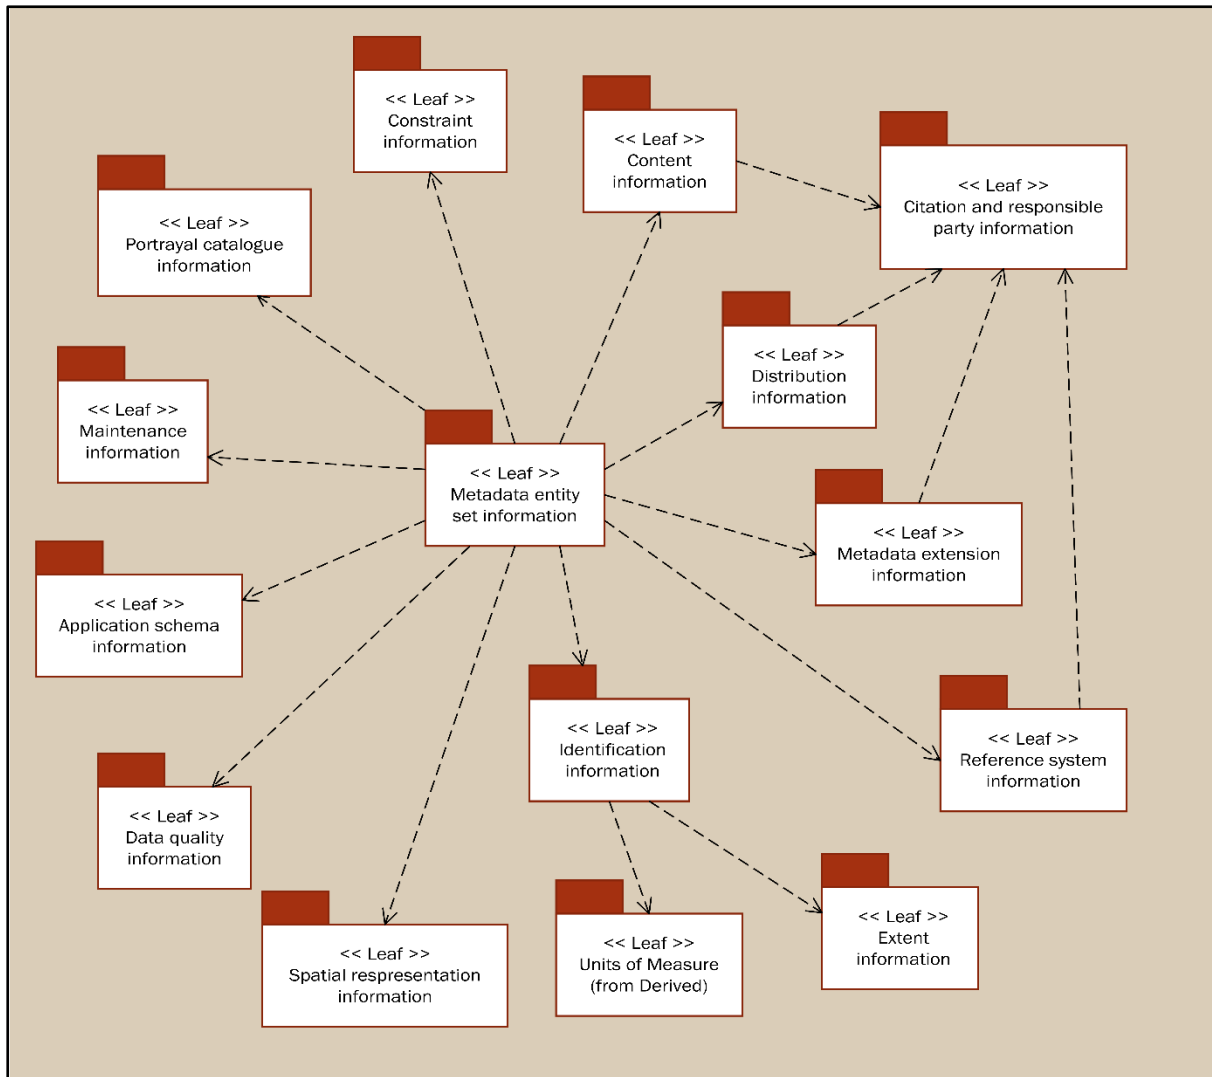 << Leaf >>
Constraint
information
<< Leaf >>
Content
information
<< Leaf >>
Citation and responsible
party information
<< Leaf >>
Portrayal catalogue
information
<< Leaf >>
Distribution
information
<< Leaf >>
Maintenance
information
<< Leaf >>
Metadata entity
set information
<< Leaf >>
Metadata extension
information
<< Leaf >>
Application schema
information
<< Leaf >>
Identification
information
<< Leaf >>
Reference system
information
<< Leaf >>
Data quality
information
<< Leaf >>
Spatial respresentation
information
<< Leaf >>
Units of Measure
(from Derived)
<< Leaf >>
Extent
information